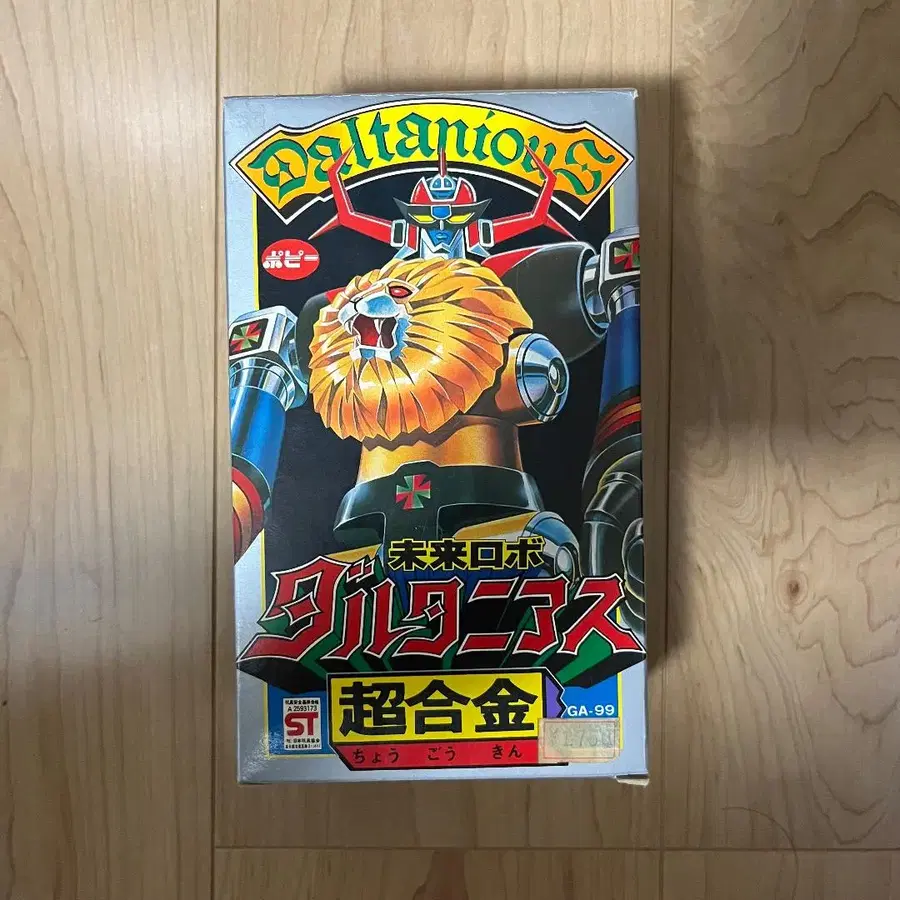 Daltanious
ポピー
未来ロボ
ダルタニアス
超合金
ちょう ごう きん
GA-99
A 2593173
ST